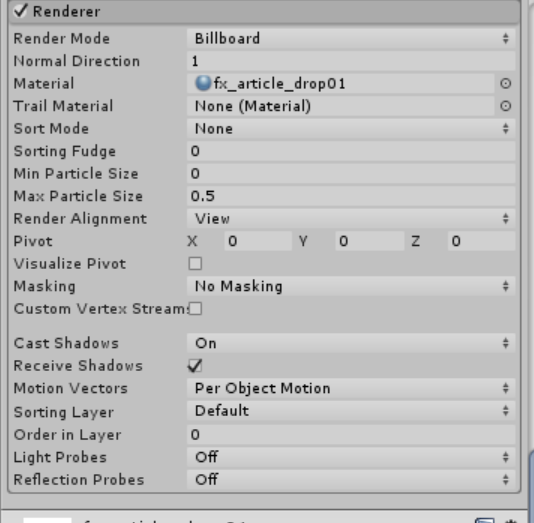 Renderer
Render Mode Billboard
Normal Direction 1
Material fx_article_drop01
Trail Material None (Material)
Sort Mode None
Sorting Fudge 0
Min Particle Size 0
Max Particle Size 0.5
Render Alignment View
Pivot X 0 Y 0 Z 0
Visualize Pivot
Masking No Masking
Custom Vertex Streams
Cast Shadows On
Receive Shadows
Motion Vectors Per Object Motion
Sorting Layer Default
Order in Layer 0
Light Probes Off
Reflection Probes Off